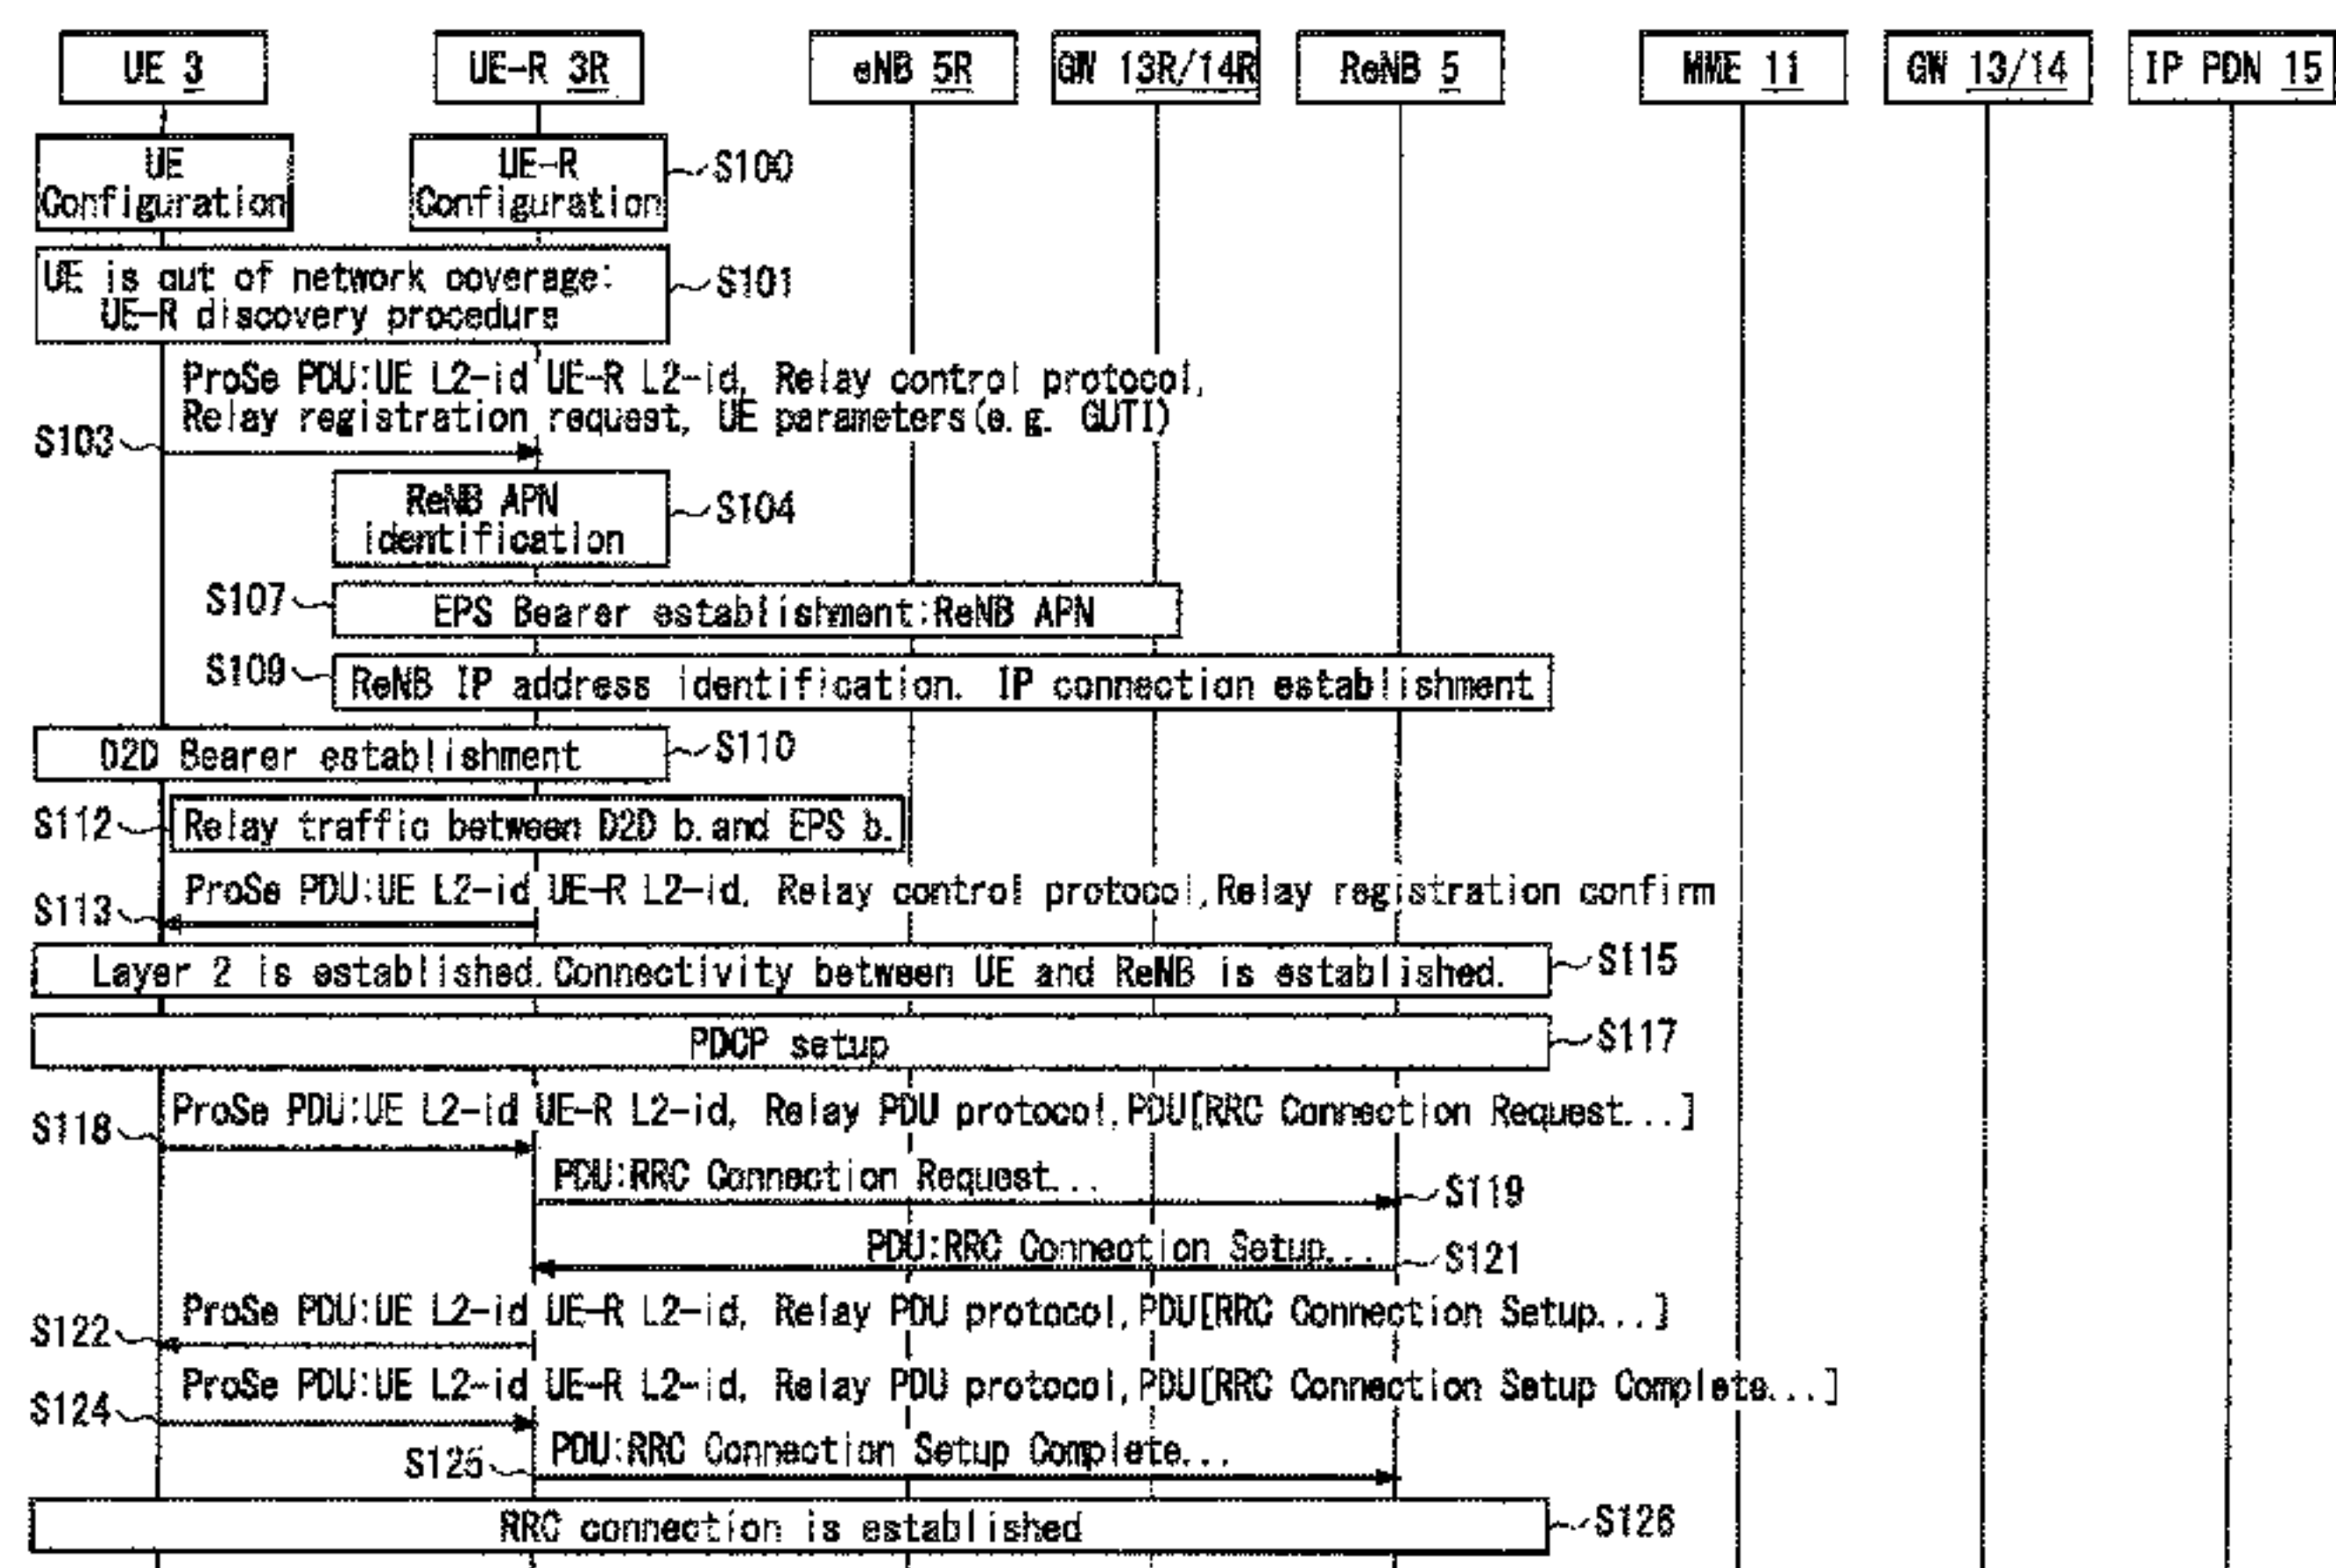 UE 3
UE-R 3R
eNB 5R
GW 13R/14R
ReNB 5
MME 11
GW 13/14
IP PDN 15
UE
Configuration
UE-R
Configuration
S100
UE is out of network coverage:
UE-R discovery procedure
S101
ProSe PDU:UE L2-id UE-R L2-id, Relay control protocol,
Relay registration request, UE parameters(e.g. GUTI)
S103
ReNB APN
identification
S104
S107
EPS Bearer establishment:ReNB APN
S109
ReNB IP address identification. IP connection establishment
D2D Bearer establishment
S110
S112
Relay traffic between D2D b.and EPS b.
ProSe PDU:UE L2-id UE-R L2-id, Relay control protocol,Relay registration confirm
S113
Layer 2 is established.Connectivity between UE and ReNB is established.
S115
PDCP setup
S117
ProSe PDU:UE L2-id UE-R L2-id, Relay PDU protocol,PDU[RRC Connection Request...]
S118
PDU:RRC Connection Request...
S119
PDU:RRC Connection Setup...
S121
ProSe PDU:UE L2-id UE-R L2-id, Relay PDU protocol,PDU[RRC Connection Setup...]
S122
ProSe PDU:UE L2-id UE-R L2-id, Relay PDU protocol,PDU[RRC Connection Setup Complete...]
S124
PDU:RRC Connection Setup Complete...
S125
RRC connection is established
S126